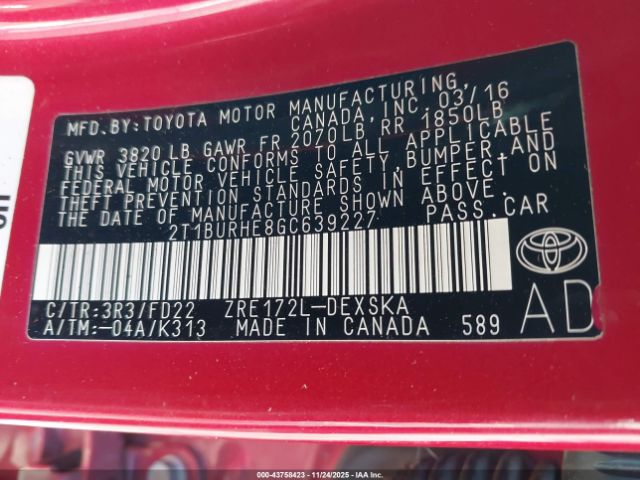 MFD. BY: TOYOTA MOTOR MANUFACTURING,
CANADA, INC. 03/16
GVWR 3820 LB GAWR FR 2070LB, RR 1850LB
THIS VEHICLE CONFORMS TO ALL APPLICABLE
FEDERAL MOTOR VEHICLE SAFETY, BUMPER, AND
THEFT PREVENTION STANDARDS IN EFFECT ON
THE DATE OF MANUFACTURE SHOWN ABOVE.
2T1BURHE8GC639227 PASS. CAR
C/TR:3R3/FD22 ZRE172L-DEXSKA
A/TM:-04A/K313 MADE IN CANADA 589
AD
000-43758423 - 11/24/2025 - IAA, Inc.